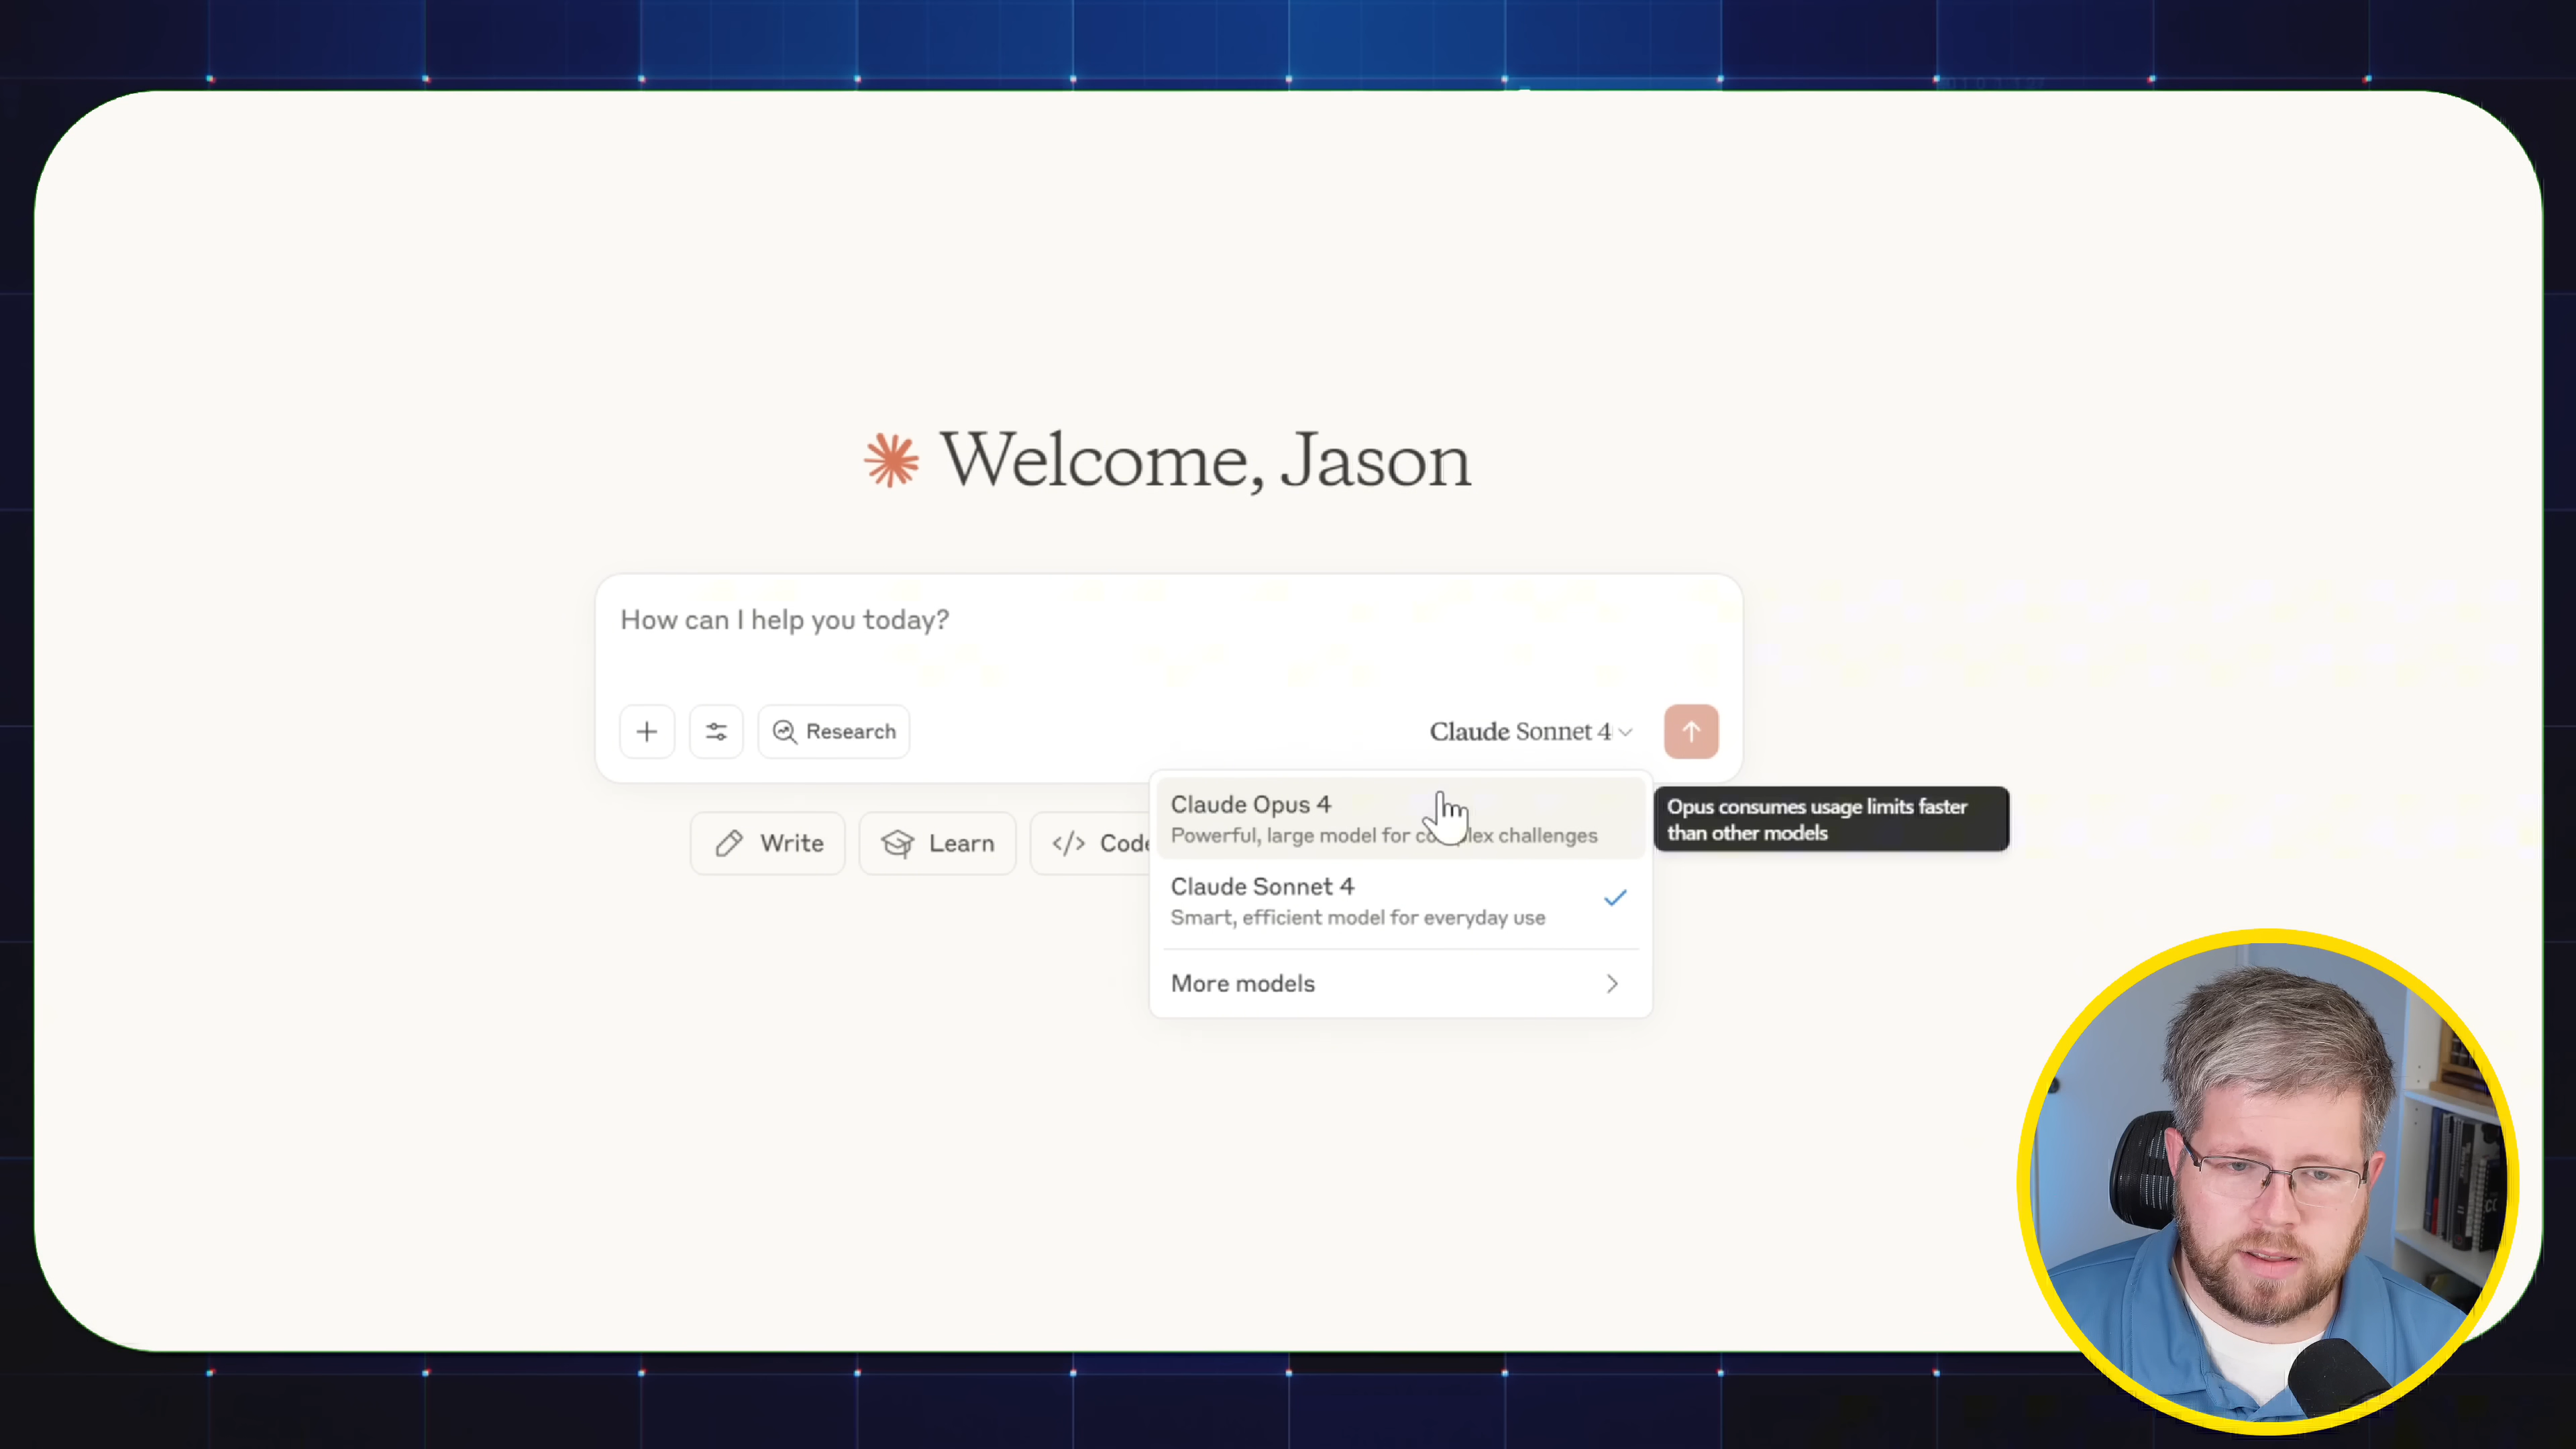 Welcome, Jason
How can I help you today?
Research
Claude Sonnet 4
Write
Learn
Code
Claude Opus 4
Powerful, large model for complex challenges
Opus consumes usage limits faster
than other models
Claude Sonnet 4
Smart, efficient model for everyday use
More models